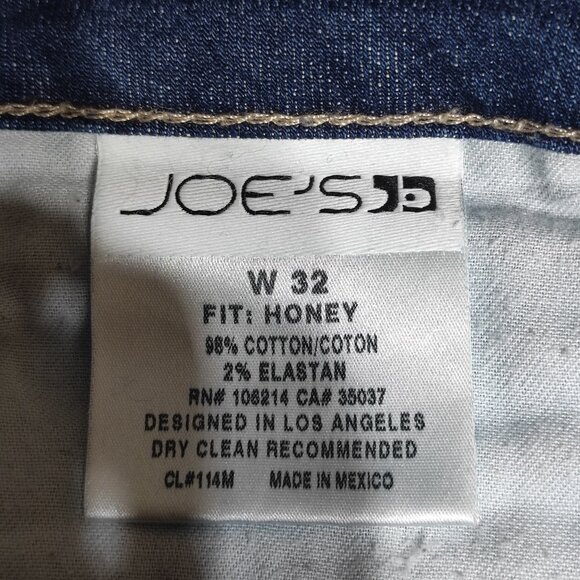 JOE'S
W 32
FIT: HONEY
98% COTTON/COTON
2% ELASTAN
RN# 106214 CA# 35037
DESIGNED IN LOS ANGELES
DRY CLEAN RECOMMENDED
CL#114M MADE IN MEXICO